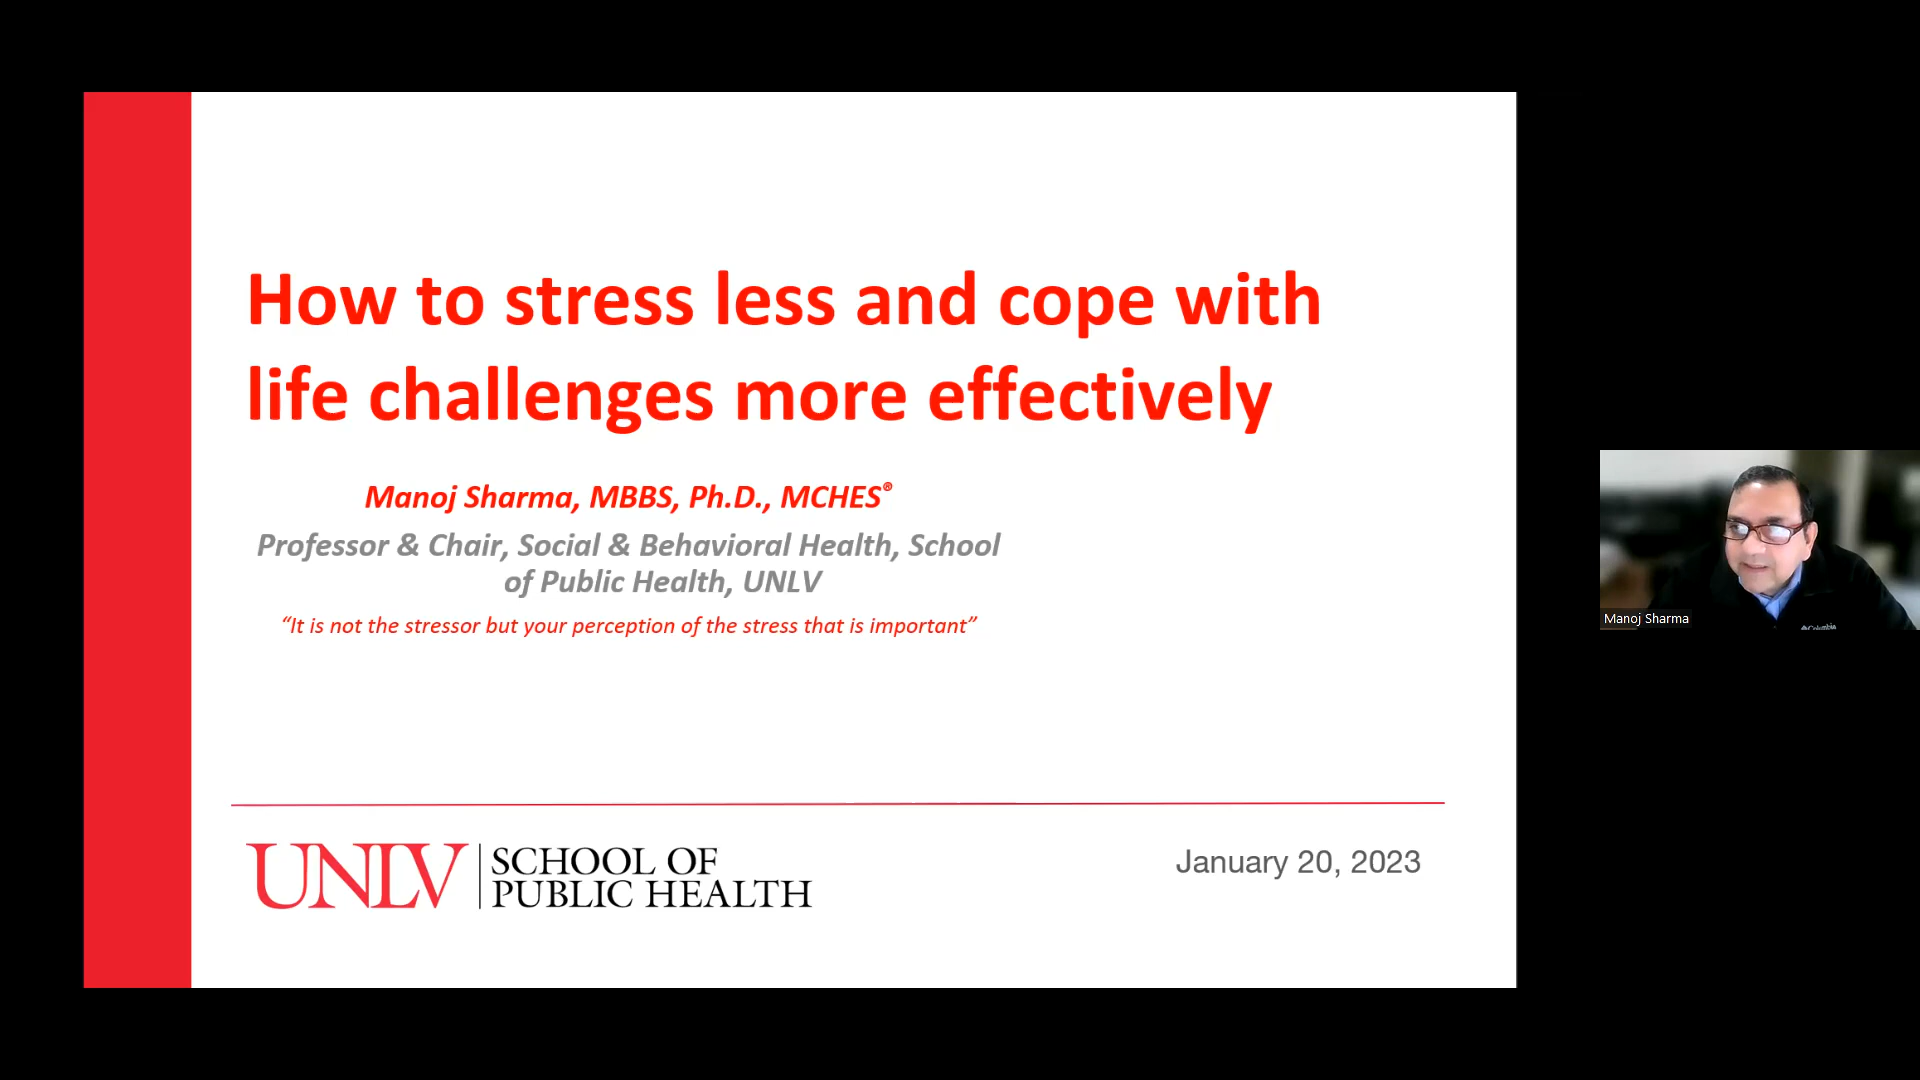 How to stress less and cope with
life challenges more effectively
Manoj Sharma, MBBS, Ph.D., MCHES®
Professor & Chair, Social & Behavioral Health, School
of Public Health, UNLV
“It is not the stressor but your perception of the stress that is important”
UNLV
SCHOOL OF
PUBLIC HEALTH
January 20, 2023
Manoj Sharma
Columbia